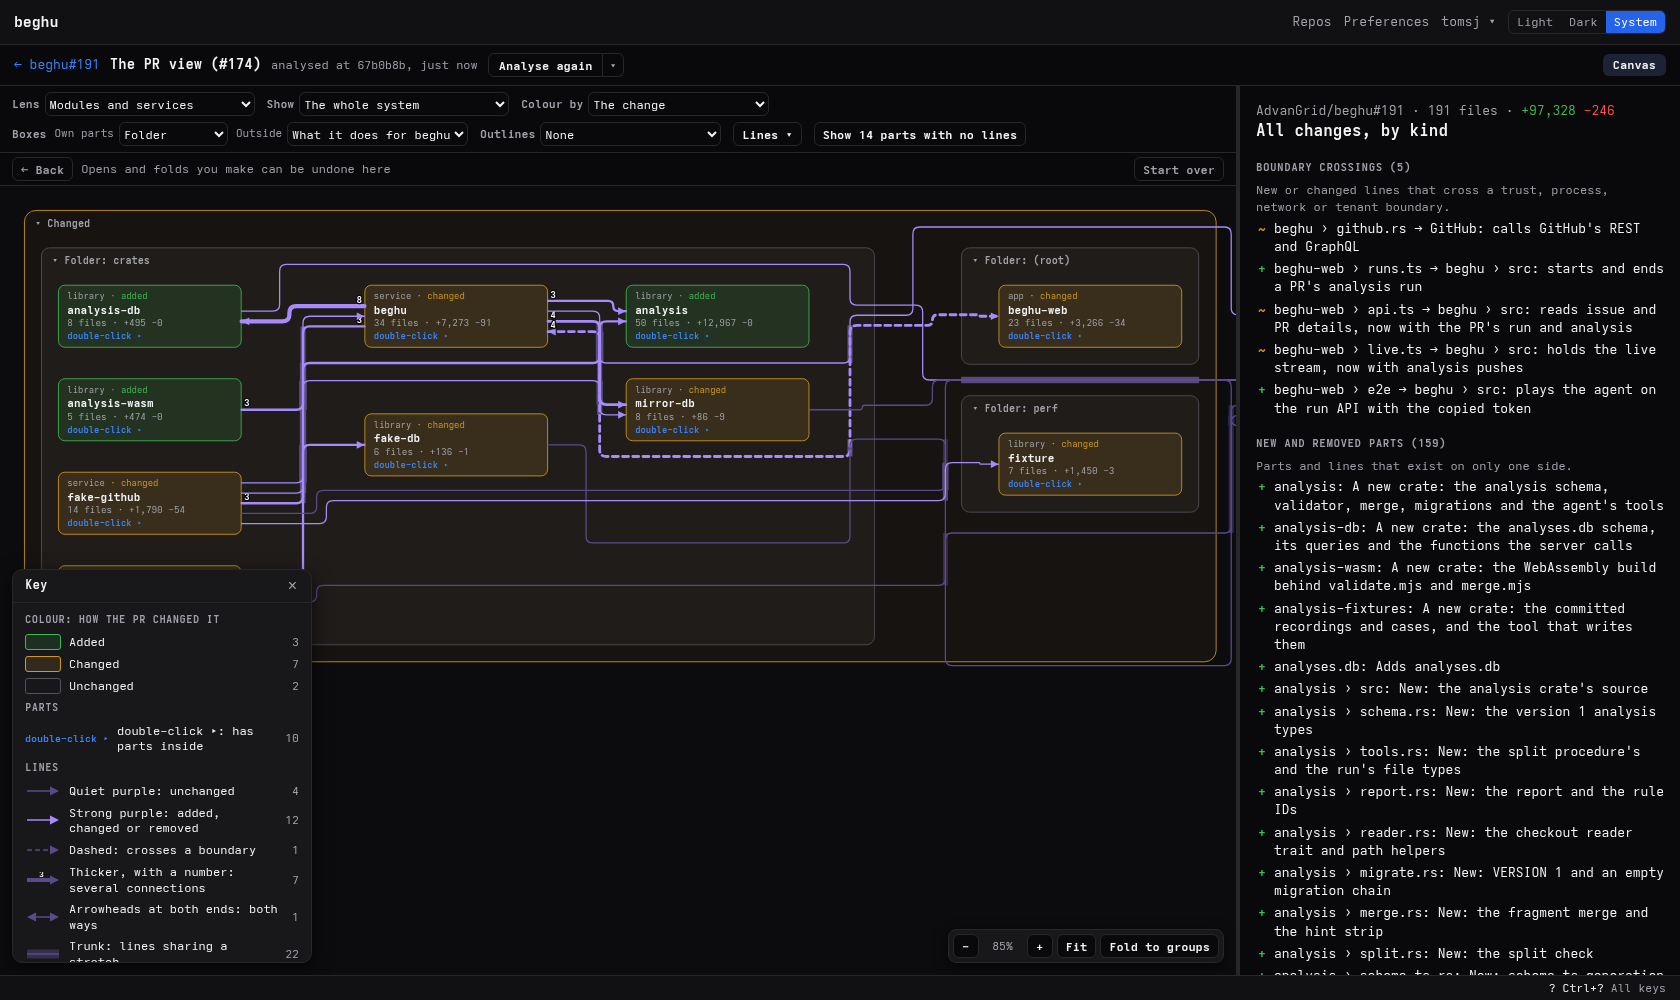 beghu
Repos Preferences tomsj ▾ Light Dark System
← beghu#191 The PR view (#174) analysed at 67b0b8b, just now Analyse again ▾ Canvas
Lens Modules and services Show The whole system Colour by The change
Boxes Own parts Folder Outside What it does for beghu Outlines None Lines ▾ Show 14 parts with no lines
← Back Opens and folds you make can be undone here Start over
▾ Changed
▾ Folder: crates
library · added
analysis-db
8 files · +495 -0
double-click ▸
8
3
service · changed
beghu
34 files · +7,273 -91
double-click ▸
3
4
4
library · added
analysis
50 files · +12,967 -0
double-click ▸
library · added
analysis-wasm
5 files · +474 -0
double-click ▸
3
library · changed
fake-db
6 files · +136 -1
double-click ▸
library · changed
mirror-db
8 files · +86 -9
double-click ▸
service · changed
fake-github
14 files · +1,790 -54
double-click ▸
3
▾ Folder: (root)
app · changed
beghu-web
23 files · +3,266 -34
double-click ▸
▾ Folder: perf
library · changed
fixture
7 files · +1,450 -3
double-click ▸
Key ×
COLOUR: HOW THE PR CHANGED IT
Added 3
Changed 7
Unchanged 2
PARTS
double-click ▸ double-click ▸: has
parts inside 10
LINES
Quiet purple: unchanged 4
Strong purple: added,
changed or removed 12
Dashed: crosses a boundary 1
3 Thicker, with a number:
several connections 7
Arrowheads at both ends: both
ways 1
Trunk: lines sharing a
stretch 22
− 85% + Fit Fold to groups
AdvanGrid/beghu#191 · 191 files · +97,328 -246
All changes, by kind
BOUNDARY CROSSINGS (5)
New or changed lines that cross a trust, process,
network or tenant boundary.
~ beghu › github.rs → GitHub: calls GitHub's REST
and GraphQL
+ beghu-web › runs.ts → beghu › src: starts and ends
a PR's analysis run
~ beghu-web › api.ts → beghu › src: reads issue and
PR details, now with the PR's run and analysis
~ beghu-web › live.ts → beghu › src: holds the live
stream, now with analysis pushes
+ beghu-web › e2e → beghu › src: plays the agent on
the run API with the copied token
NEW AND REMOVED PARTS (159)
Parts and lines that exist on only one side.
+ analysis: A new crate: the analysis schema,
validator, merge, migrations and the agent's tools
+ analysis-db: A new crate: the analyses.db schema,
its queries and the functions the server calls
+ analysis-wasm: A new crate: the WebAssembly build
behind validate.mjs and merge.mjs
+ analysis-fixtures: A new crate: the committed
recordings and cases, and the tool that writes
them
+ analyses.db: Adds analyses.db
+ analysis › src: New: the analysis crate's source
+ analysis › schema.rs: New: the version 1 analysis
types
+ analysis › tools.rs: New: the split procedure's
and the run's file types
+ analysis › report.rs: New: the report and the rule
IDs
+ analysis › reader.rs: New: the checkout reader
trait and path helpers
+ analysis › migrate.rs: New: VERSION 1 and an empty
migration chain
+ analysis › merge.rs: New: the fragment merge and
the hint strip
+ analysis › split.rs: New: the split check
+ analysis › schema_ts.rs: New: schema.ts generation
? Ctrl+? All keys